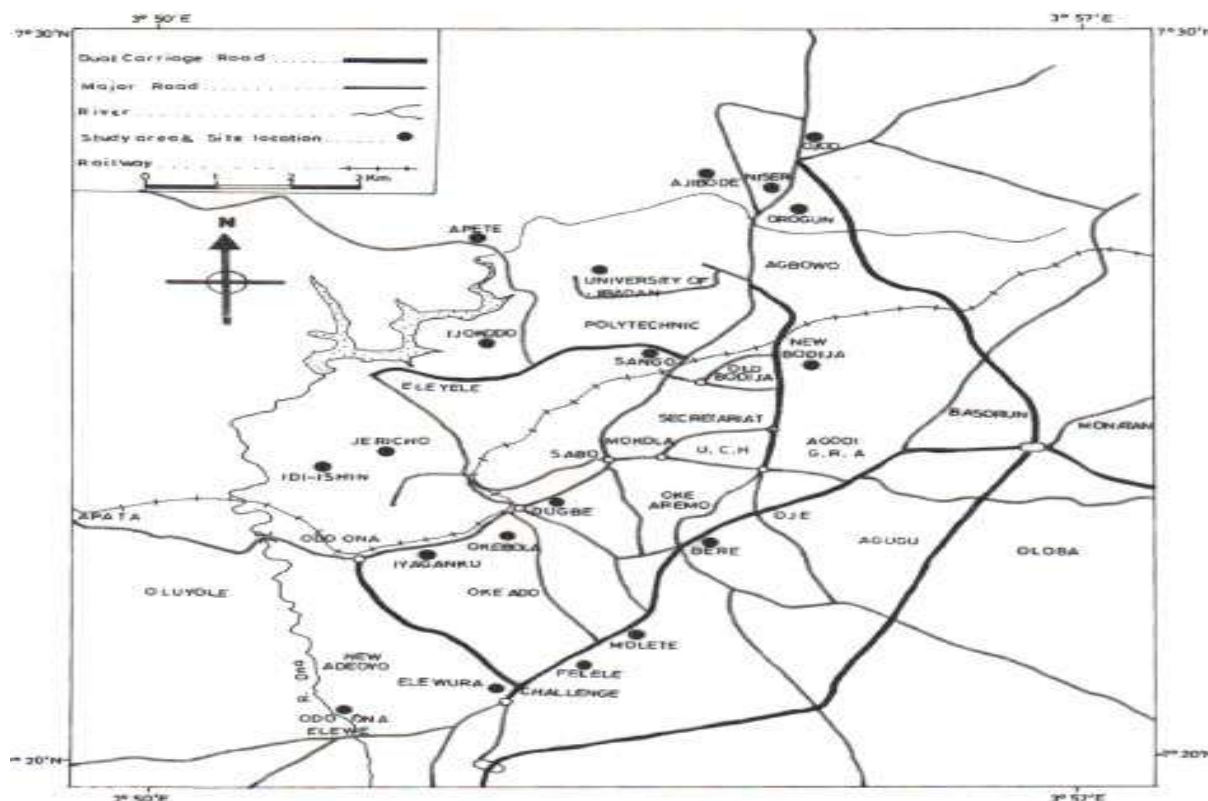 3° 50'E 3° 57'E
7° 30'N 7° 30'N
Dual Carriage Road
Major Road
River
Study area & Site location
Railway
0 1 2 3 Km
N
OJOO
AJIBODE
NISER
OROGUN
APETE
AGBOWO
UNIVERSITY OF
IBADAN
POLYTECHNIC
IJOKODO
SANGO
NEW
BODIJA
OLD
BODIJA
ELEYELE
SECRETARIAT
BASORUN
MONATAN
MOKOLA
JERICHO
SABO
U.C.H
AGODI
G.R.A
IDI-ISHIN
OKE
AREMO
DUGBE
APATA
OJE
ODO ONA
OKEBOLA
BERE
AGUGU
OLOBA
IYAGANKU
OLUYOLE
OKE ADO
MOLETE
NEW
ADEOYO
FELELE
R. Ona
ELEWURA
CHALLENGE
ODO ONA
ELEWE
7° 20'N 7° 20'N
3° 50'E 3° 57'E